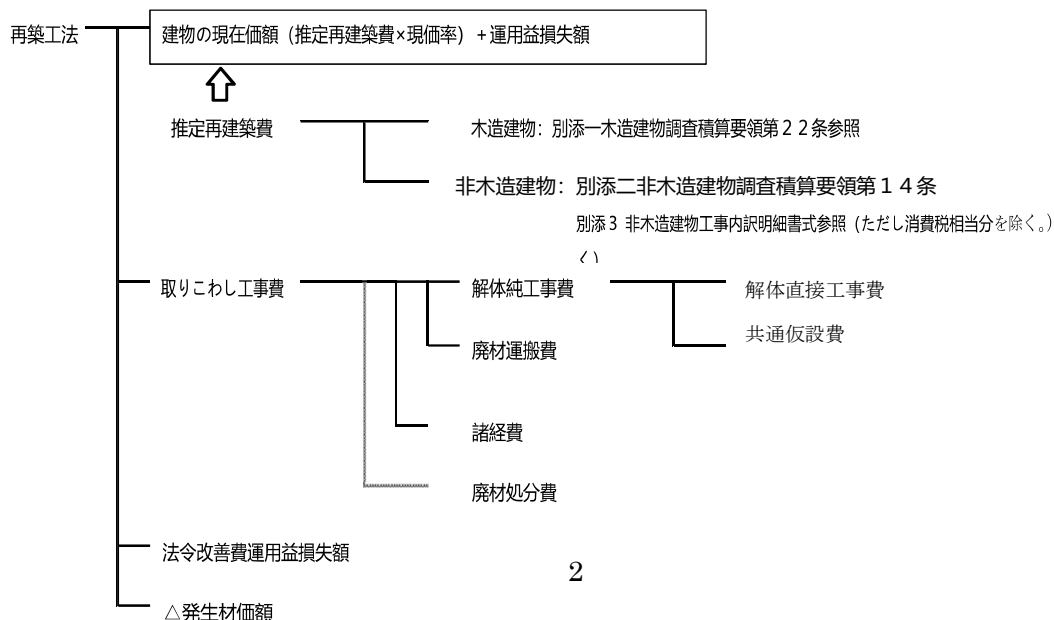 再築工法
建物の現在価額（推定再建築費×現価率）＋運用益損失額
推定再建築費
木造建物：別添一木造建物調査積算要領第２２条参照
非木造建物：別添二非木造建物調査積算要領第１４条
別添３ 非木造建物工事内訳明細書式参照（ただし消費税相当分を除く。）
取りこわし工事費
解体純工事費
解体直接工事費
共通仮設費
廃材運搬費
諸経費
廃材処分費
法令改善費運用益損失額
2
△発生材価額